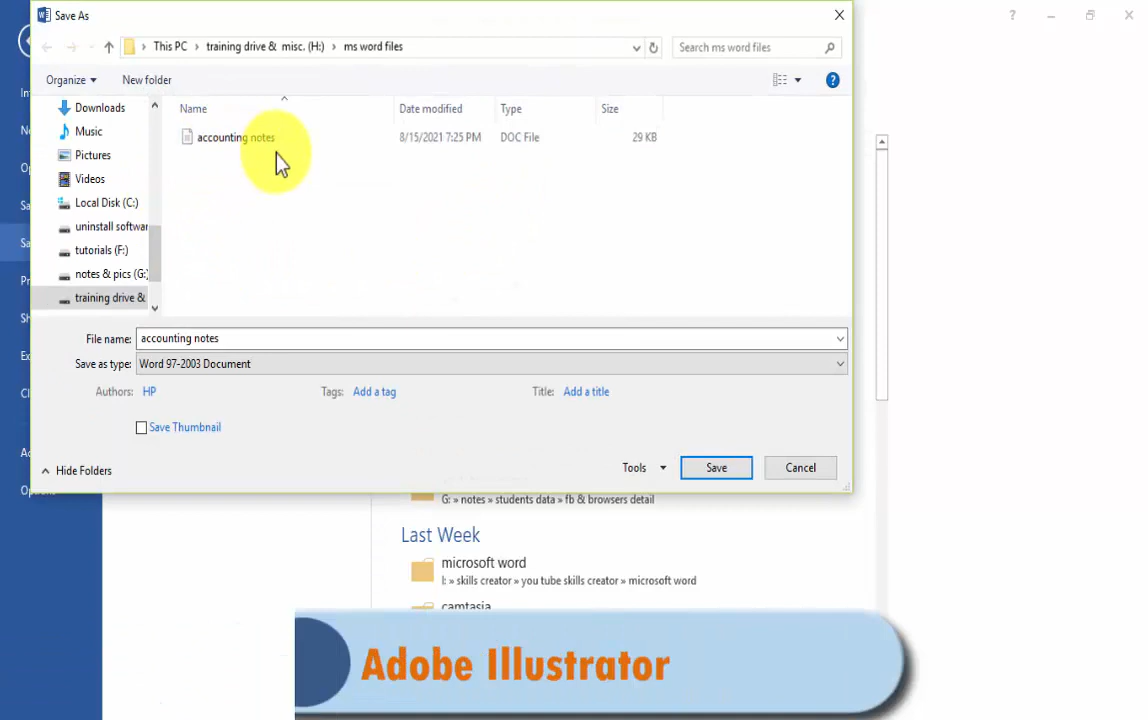 Save As
This PC > training drive & misc. (H:) > ms word files
Search ms word files
Organize
New folder
Name
Date modified
Type
Size
accounting notes
8/15/2021 7:25 PM
DOC File
29 KB
Downloads
Music
Pictures
Videos
Local Disk (C:)
uninstall softwar
tutorials (F:)
notes & pics (G:)
training drive &
File name: accounting notes
Save as type: Word 97-2003 Document
Authors: HP
Tags: Add a tag
Title: Add a title
Save Thumbnail
Hide Folders
Tools
Save
Cancel
G: » notes » students data » fb & browsers detail
Last Week
microsoft word
I: » skills creator » you tube skills creator » microsoft word
camtasia
Adobe Illustrator